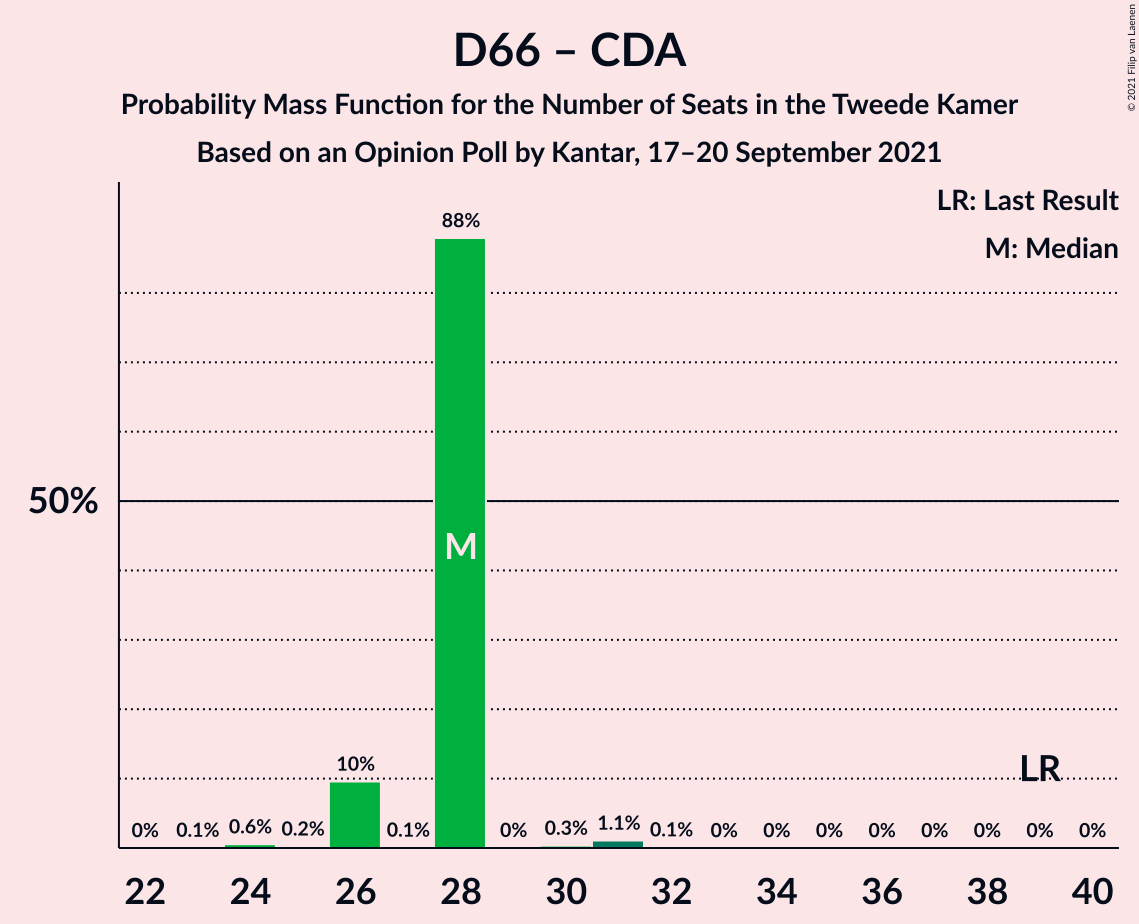 D66 – CDA
Probability Mass Function for the Number of Seats in the Tweede Kamer
Based on an Opinion Poll by Kantar, 17–20 September 2021
© 2021 Filip van Laenen
LR: Last Result
M: Median
88%
50%
M
10%
LR
0% 0.1% 0.6% 0.2% 0.1% 0% 0.3% 1.1% 0.1% 0% 0% 0% 0% 0% 0% 0% 0%
22 24 26 28 30 32 34 36 38 40